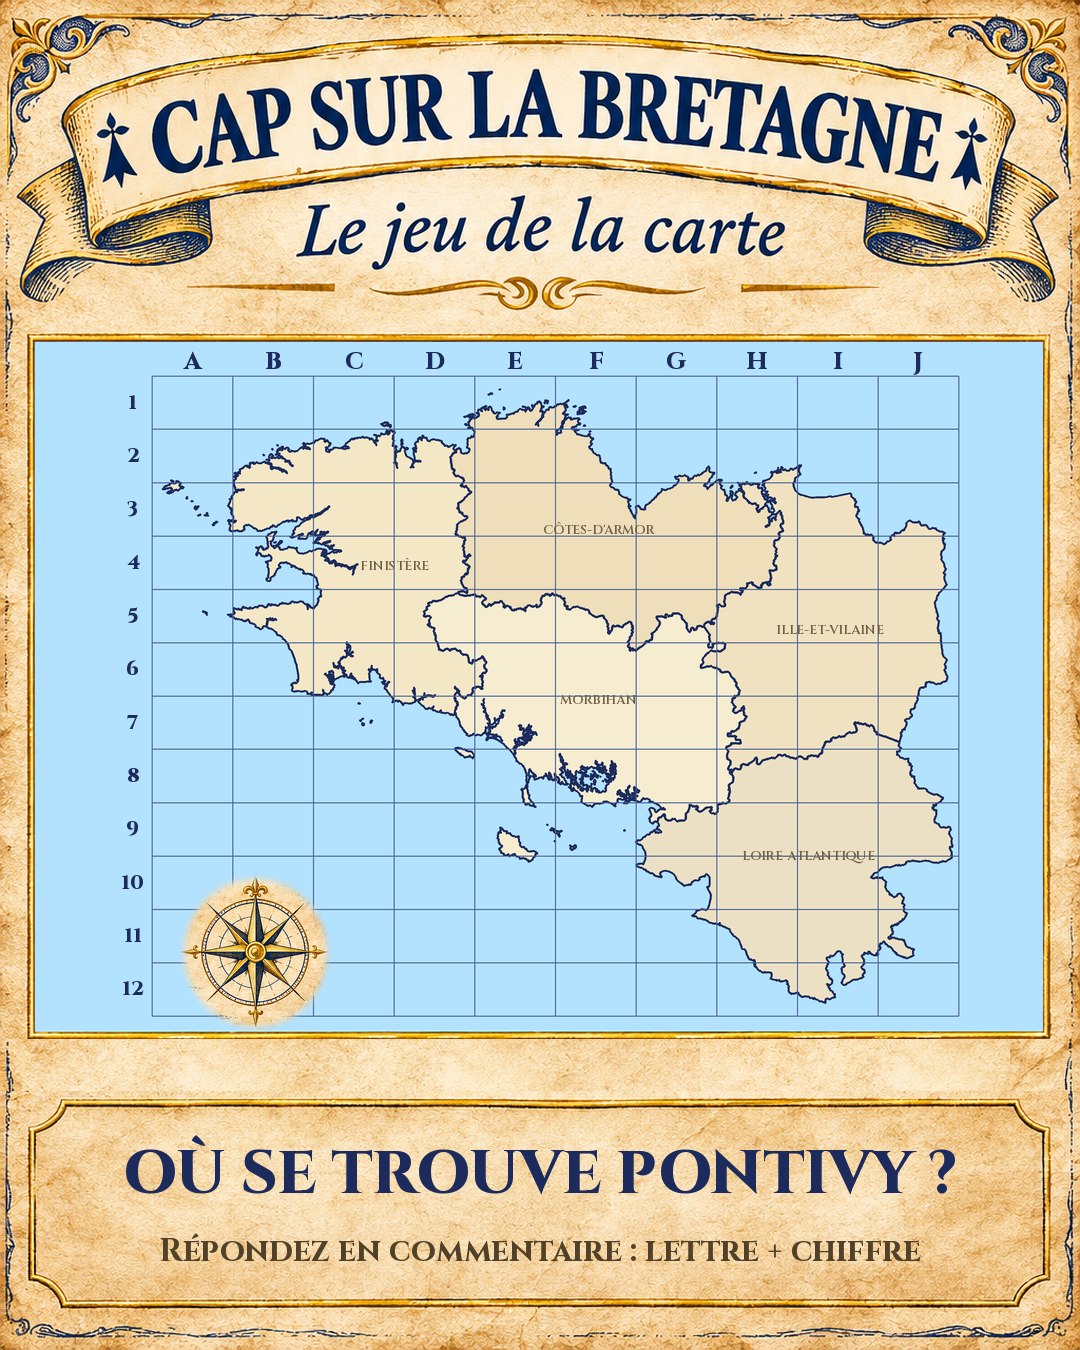 CAP SUR LA BRETAGNE
Le jeu de la carte
A B C D E F G H I J
1
2
3
CÔTES-D'ARMOR
4
FINISTÈRE
5
ILLE-ET-VILAINE
6
MORBIHAN
7
8
9
LOIRE-ATLANTIQUE
10
11
12
OÙ SE TROUVE PONTIVY ?
RÉPONDEZ EN COMMENTAIRE : LETTRE + CHIFFRE